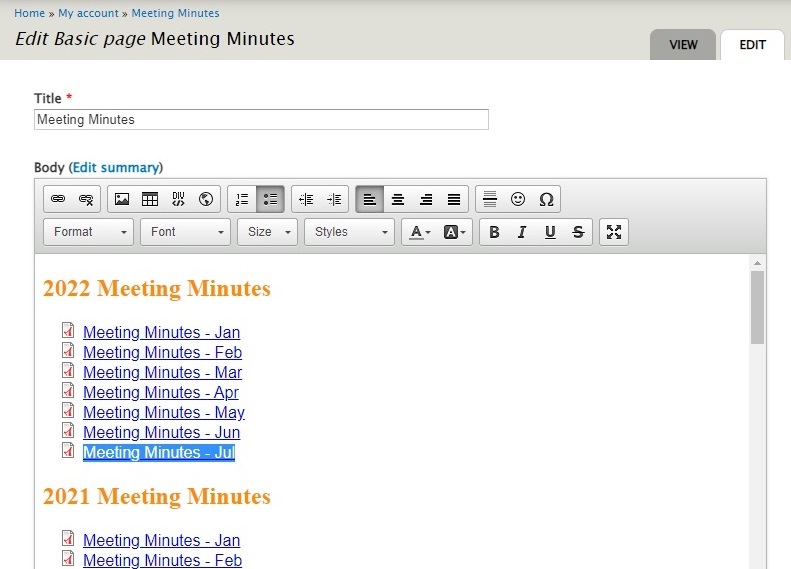 Home » My account » Meeting Minutes
Edit Basic page Meeting Minutes
VIEW EDIT
Title *
Meeting Minutes
Body (Edit summary)
DIV
Format Font Size Styles A A B I U S
2022 Meeting Minutes
Meeting Minutes - Jan
Meeting Minutes - Feb
Meeting Minutes - Mar
Meeting Minutes - Apr
Meeting Minutes - May
Meeting Minutes - Jun
Meeting Minutes - Jul
2021 Meeting Minutes
Meeting Minutes - Jan
Meeting Minutes - Feb